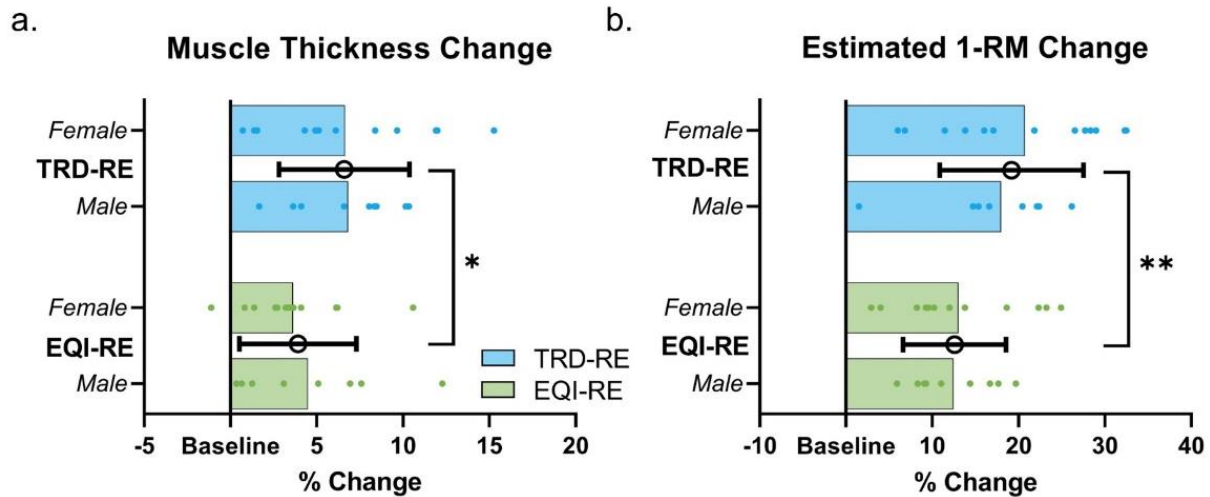 a.
Muscle Thickness Change
Female
TRD-RE
Male
*
Female
EQI-RE
Male
TRD-RE
EQI-RE
-5 Baseline 5 10 15 20
% Change
b.
Estimated 1-RM Change
Female
TRD-RE
Male
**
Female
EQI-RE
Male
-10 Baseline 10 20 30 40
% Change